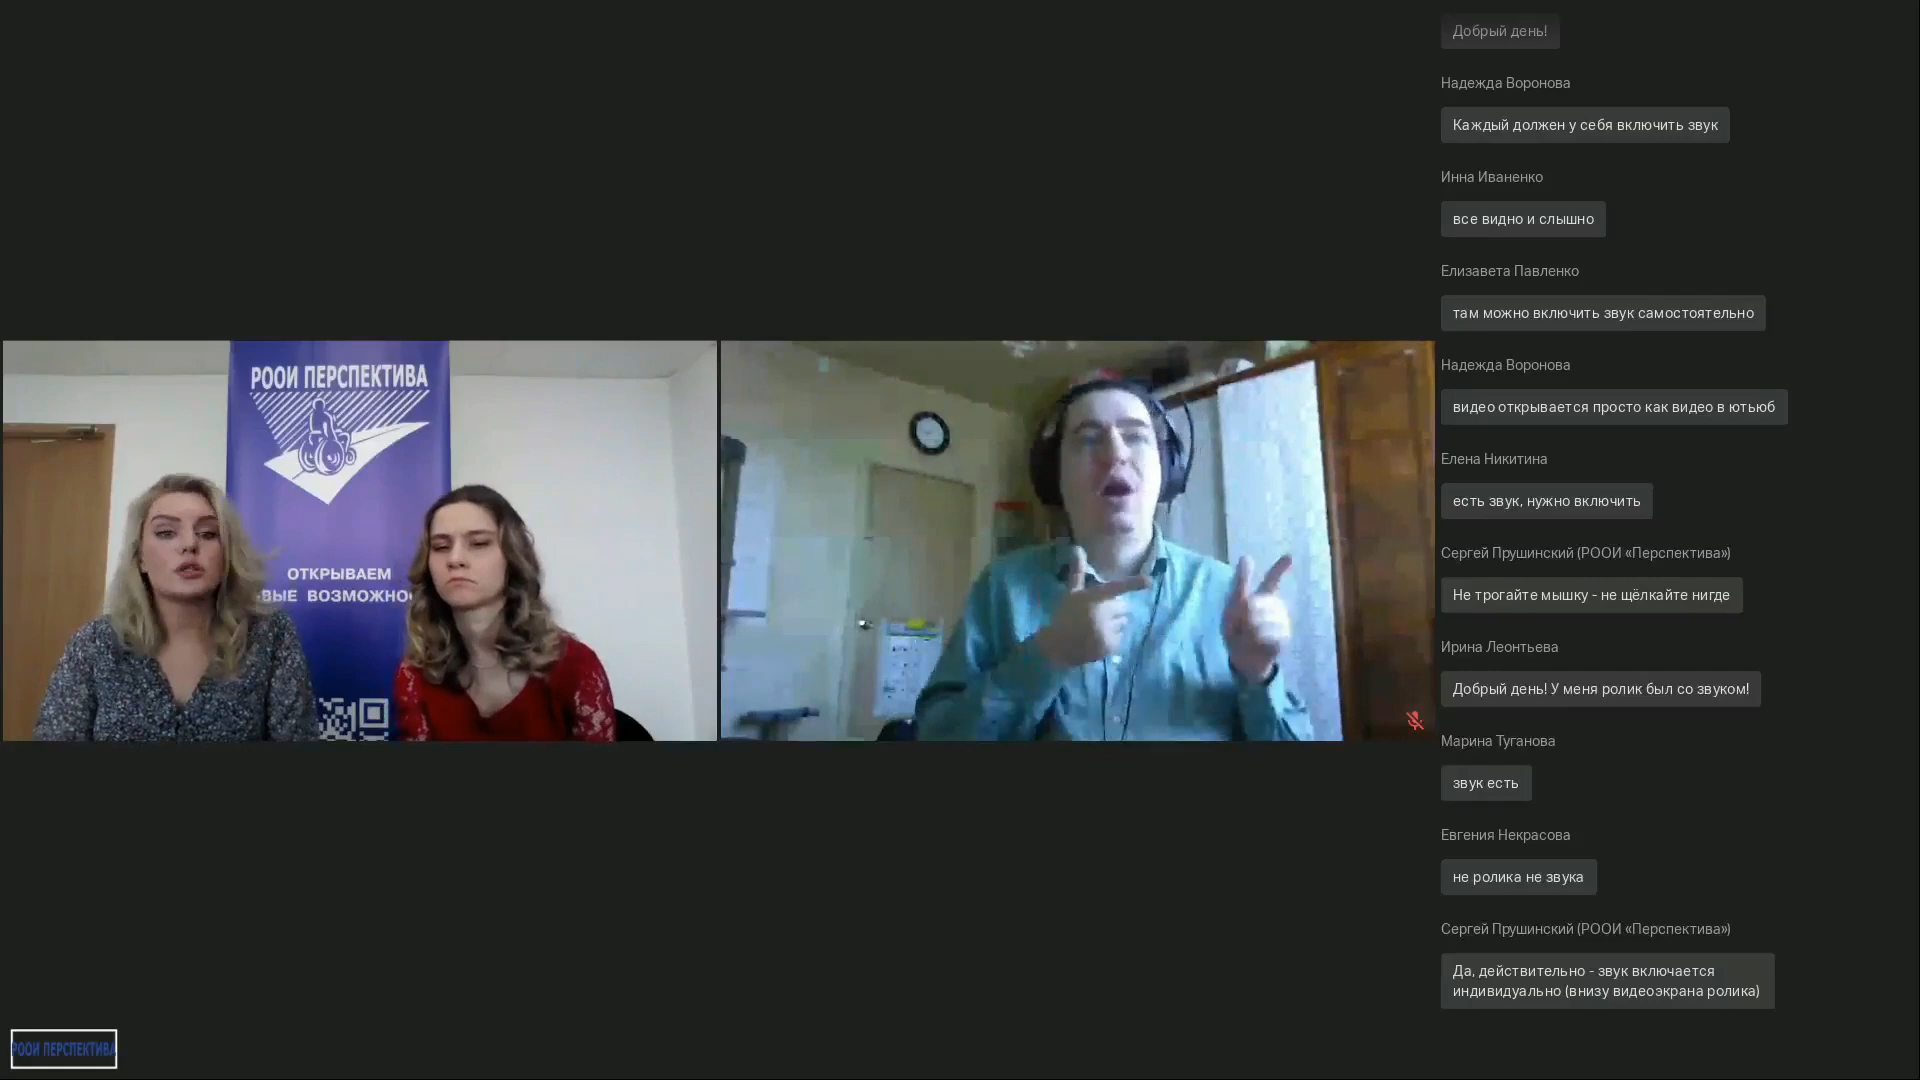 РООИ ПЕРСПЕКТИВА
ОТКРЫВАЕМ
ВЫЕ ВОЗМОЖНО
Добрый день!
Надежда Воронова
Каждый должен у себя включить звук
Инна Иваненко
все видно и слышно
Елизавета Павленко
там можно включить звук самостоятельно
Надежда Воронова
видео открывается просто как видео в ютьюб
Елена Никитина
есть звук, нужно включить
Сергей Прушинский (РООИ «Перспектива»)
Не трогайте мышку - не щёлкайте нигде
Ирина Леонтьева
Добрый день! У меня ролик был со звуком!
Марина Туганова
звук есть
Евгения Некрасова
не ролика не звука
Сергей Прушинский (РООИ «Перспектива»)
Да, действительно - звук включается
индивидуально (внизу видеоэкрана ролика)
РООИ ПЕРСПЕКТИВА